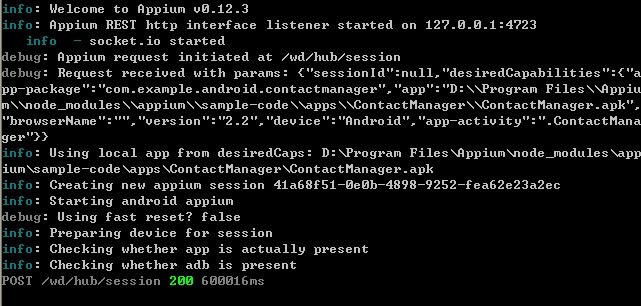 info: Welcome to Appium v0.12.3
info: Appium REST http interface listener started on 127.0.0.1:4723
info  - socket.io started
debug: Appium request initiated at /wd/hub/session
debug: Request received with params: {"sessionId":null,"desiredCapabilities":{"a
pp-package":"com.example.android.contactmanager","app":"D:\\Program Files\\Appiu
m\\node_modules\\appium\\sample-code\\apps\\ContactManager\\ContactManager.apk",
"browserName":"","version":"2.2","device":"Android","app-activity":".ContactMana
ger"}}
info: Using local app from desiredCaps: D:\Program Files\Appium\node_modules\app
ium\sample-code\apps\ContactManager\ContactManager.apk
info: Creating new appium session 41a68f51-0e0b-4898-9252-fea62e23a2ec
info: Starting android appium
debug: Using fast reset? false
info: Preparing device for session
info: Checking whether app is actually present
info: Checking whether adb is present
POST /wd/hub/session 200 600016ms